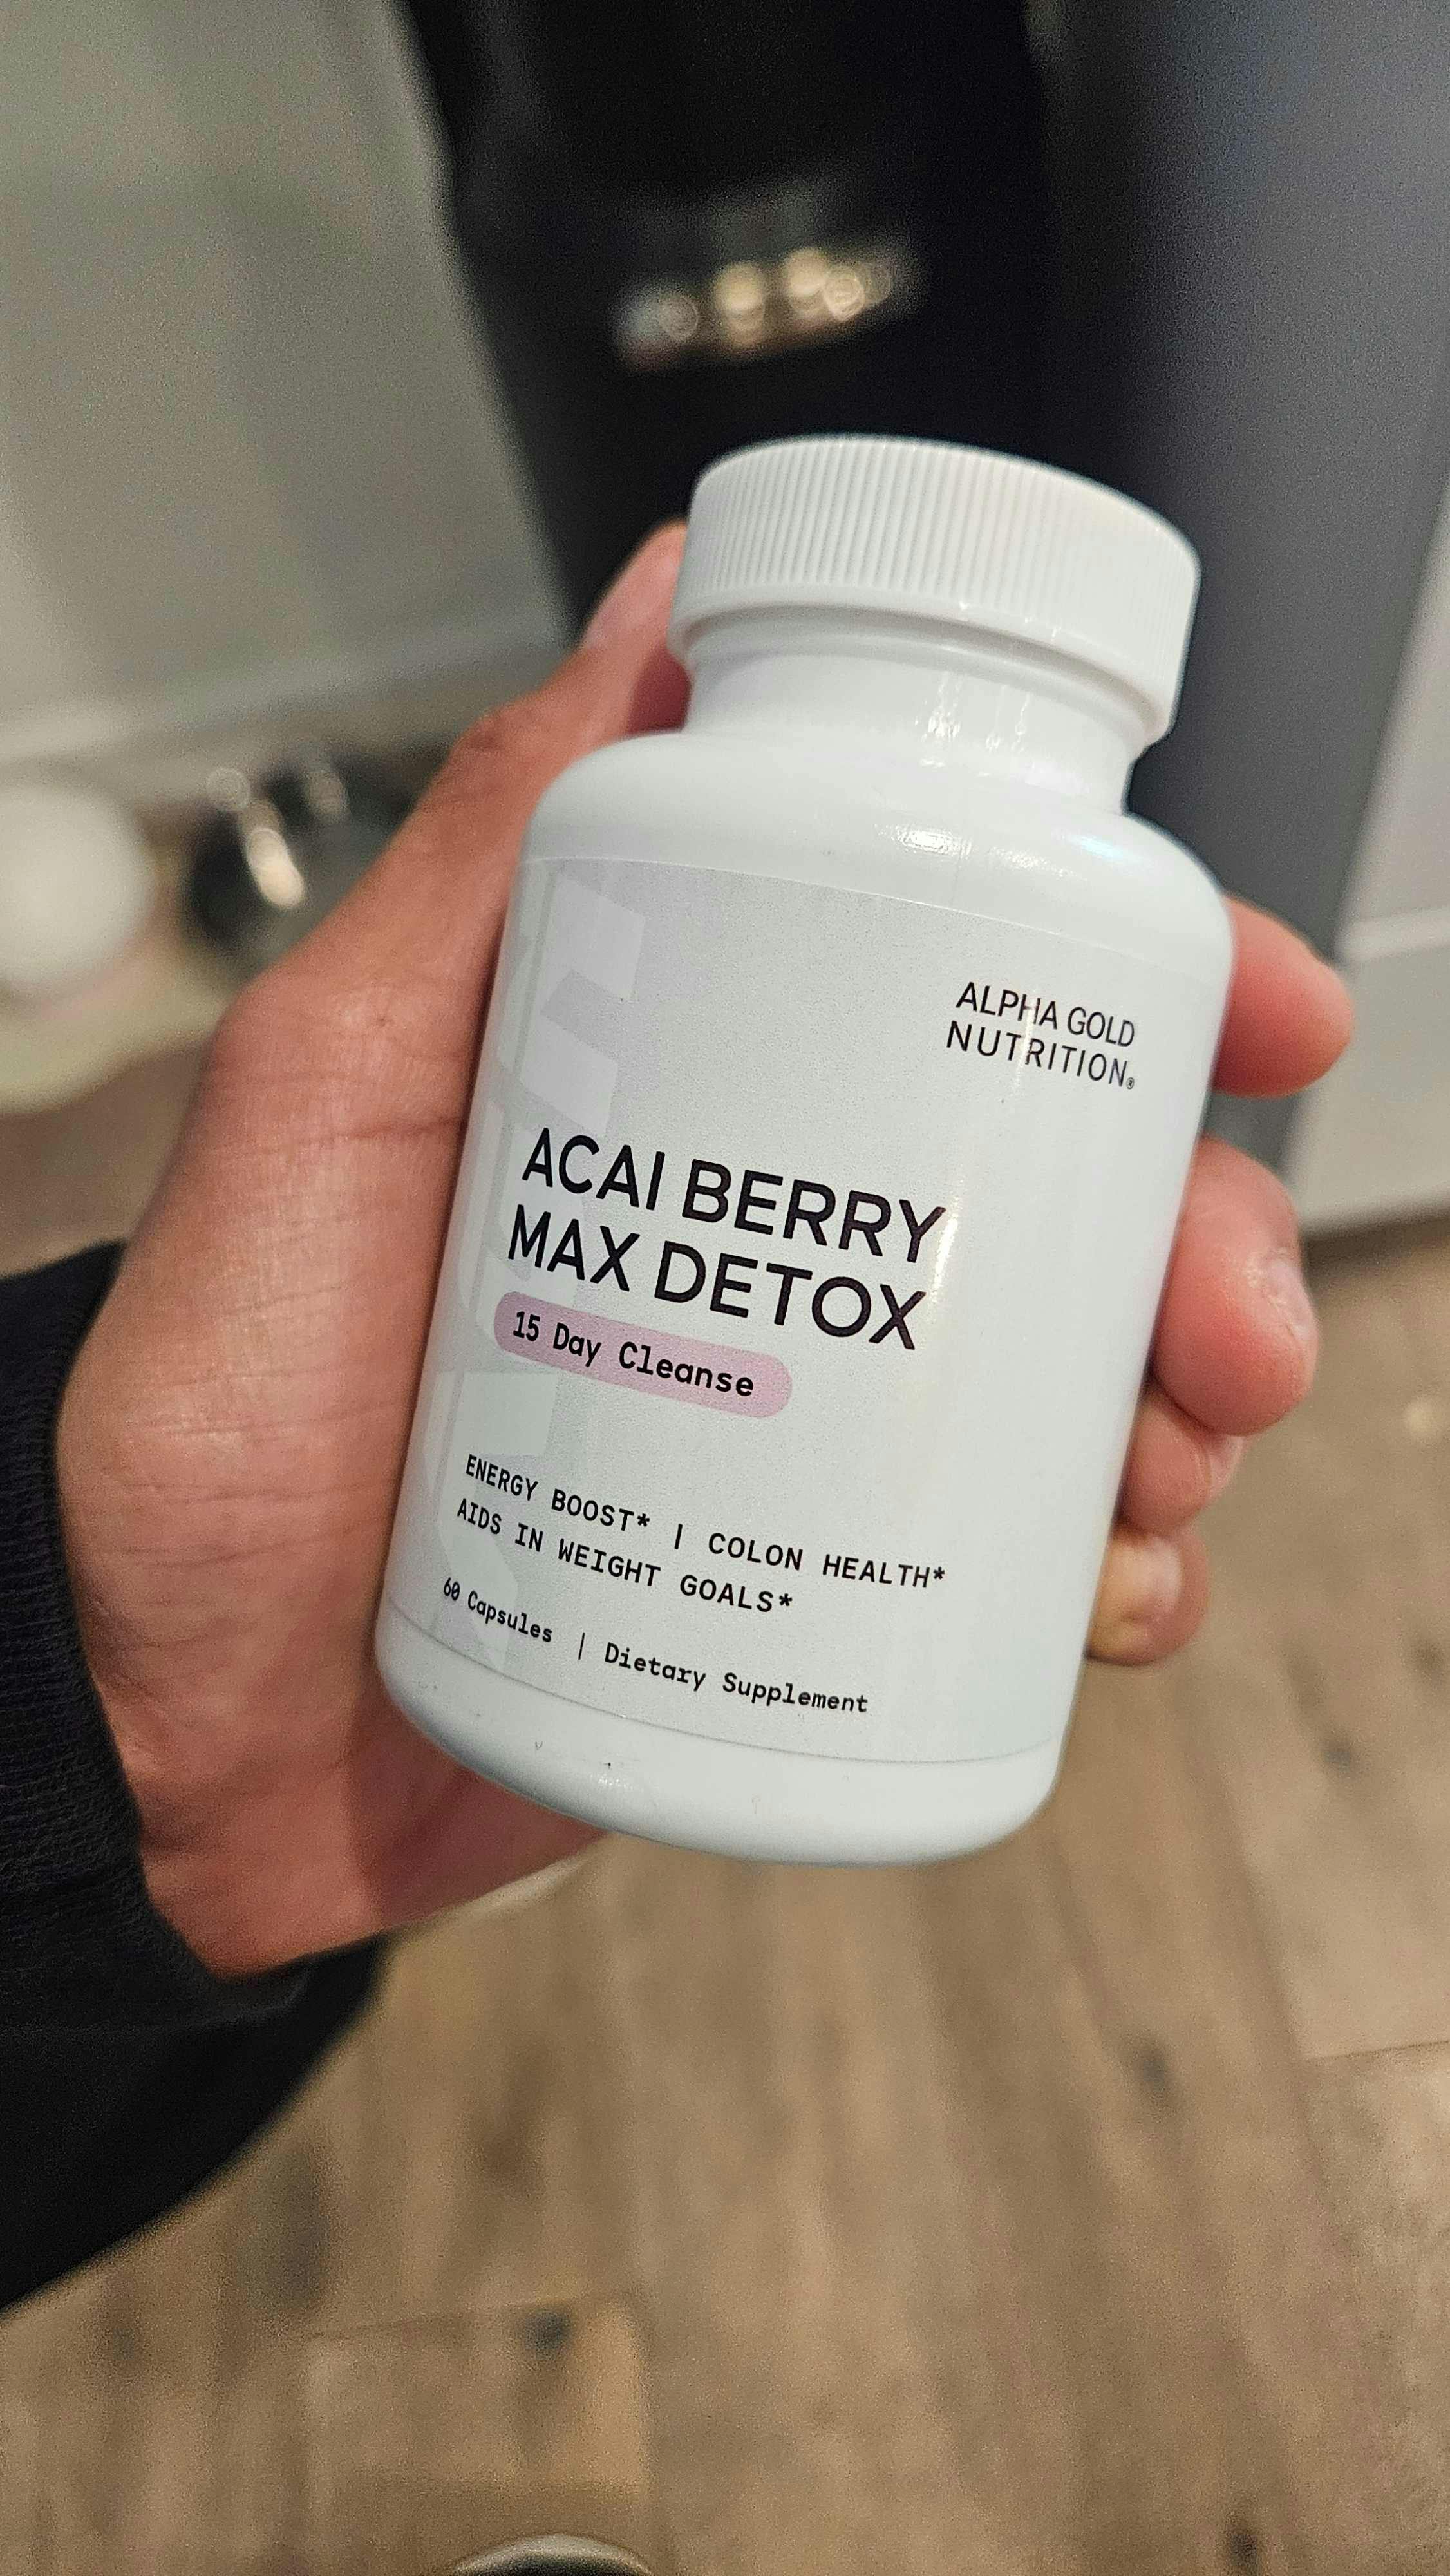 ALPHA GOLD
NUTRITION®
ACAI BERRY
MAX DETOX
15 Day Cleanse
ENERGY BOOST* | COLON HEALTH*
AIDS IN WEIGHT GOALS*
60 Capsules | Dietary Supplement